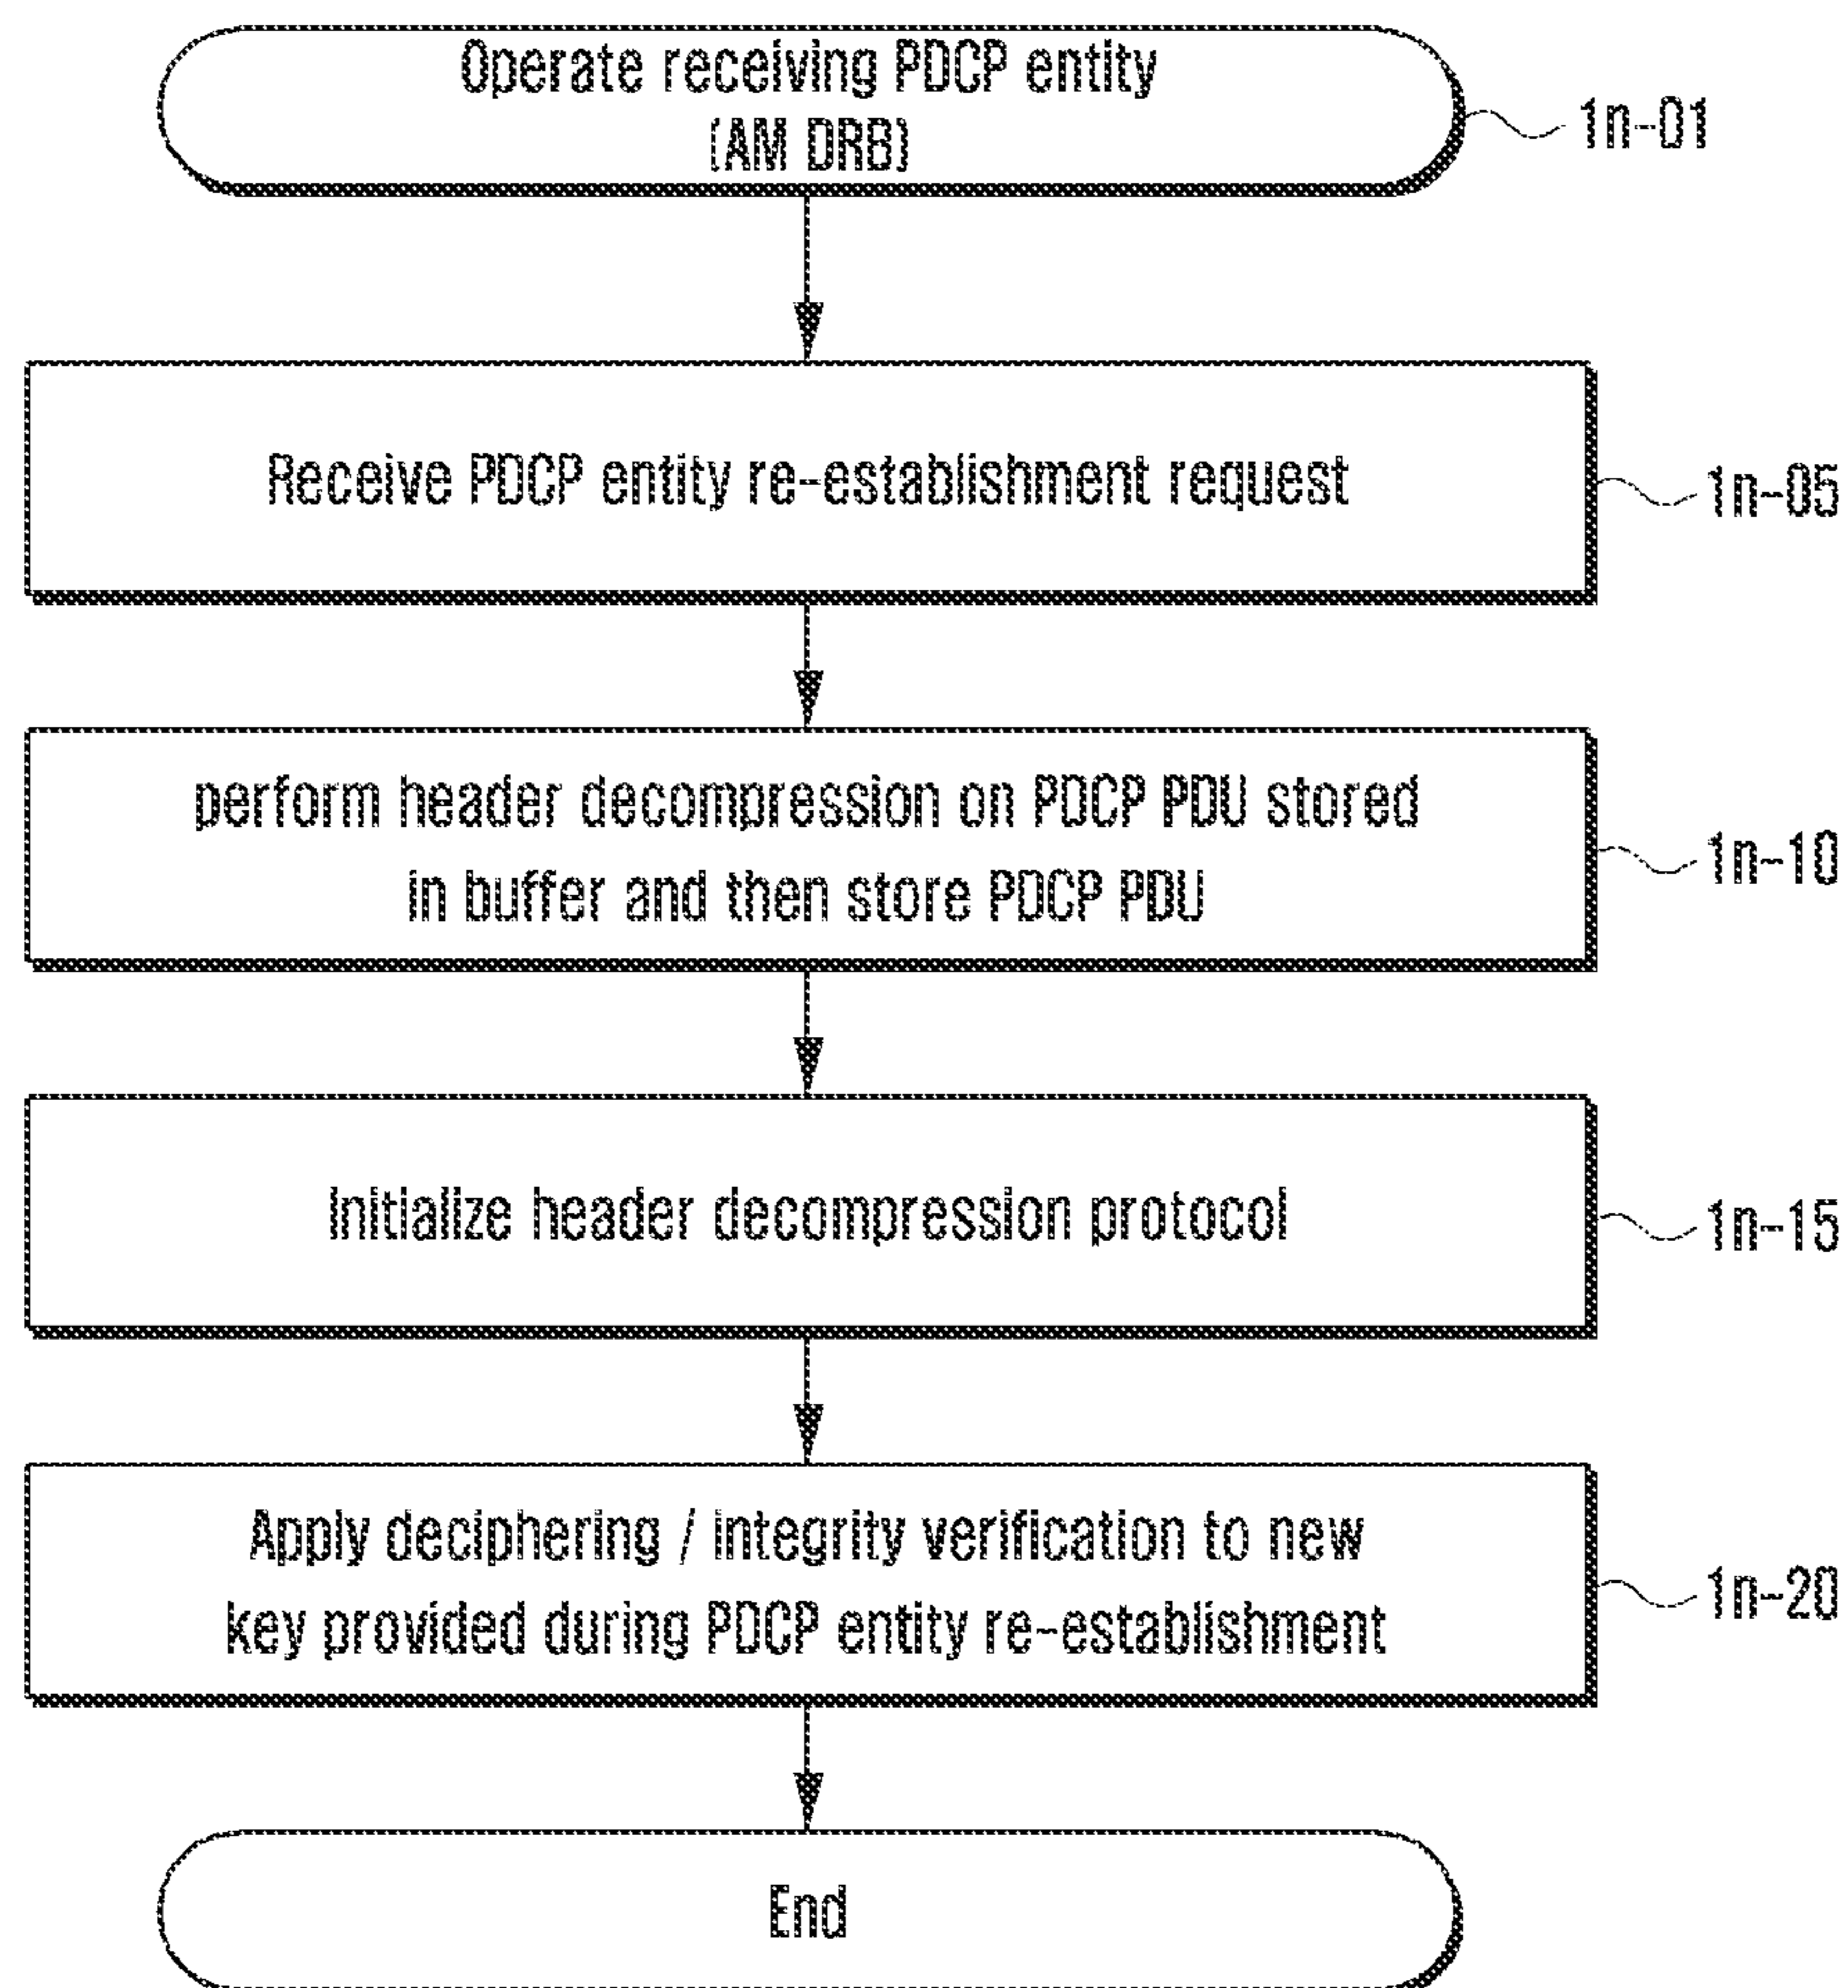 Operate receiving PDCP entity
(AM DRB)
1n-01
Receive PDCP entity re-establishment request
1n-05
perform header decompression on PDCP PDU stored
in buffer and then store PDCP PDU
1n-10
Initialize header decompression protocol
1n-15
Apply deciphering / integrity verification to new
key provided during PDCP entity re-establishment
1n-20
End